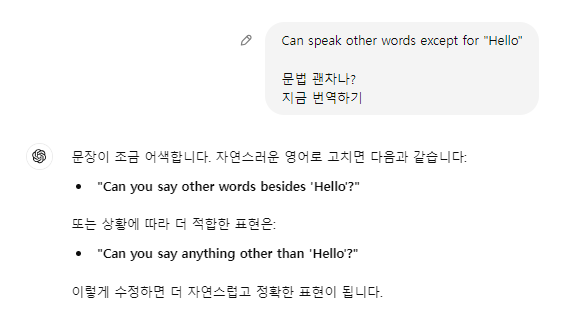 Can speak other words except for "Hello"
문법 괜차나?
지금 번역하기
문장이 조금 어색합니다. 자연스러운 영어로 고치면 다음과 같습니다:
• "Can you say other words besides 'Hello'?"
또는 상황에 따라 더 적합한 표현은:
• "Can you say anything other than 'Hello'?"
이렇게 수정하면 더 자연스럽고 정확한 표현이 됩니다.